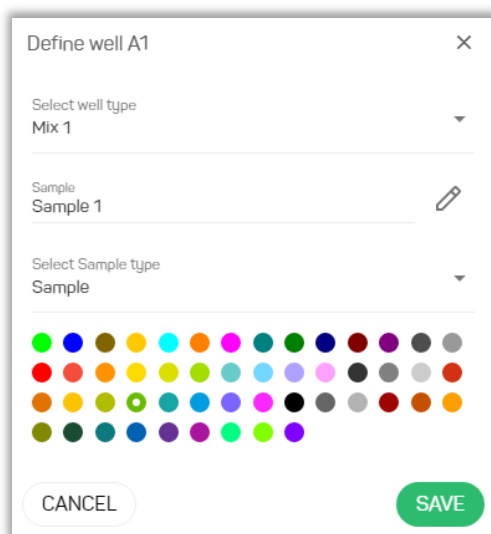 Define well A1
Select well type
Mix 1
Sample
Sample 1
Select Sample type
Sample
CANCEL
SAVE